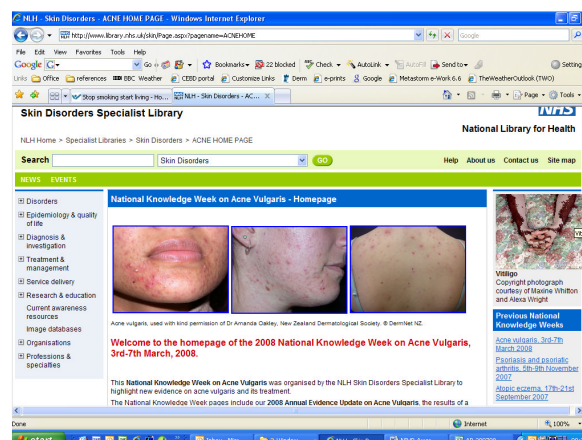 NLH - Skin Disorders - ACNE HOME PAGE - Windows Internet Explorer
http://www.library.nhs.uk/skin/Page.aspx?pagename=ACNEHOME
Google
File Edit View Favorites Tools Help
Google G Go Bookmarks 22 blocked Check AutoLink AutoFill Send to Setting
Links Office references BBC Weather CEBD portal Customize Links Derm e-prints Google Metastorm e-Work 6.6 TheWeatherOutlook (TWO)
Stop smoking start living - Ho... NLH - Skin Disorders - AC... Page Tools
Skin Disorders Specialist Library
NHS
National Library for Health
NLH Home > Specialist Libraries > Skin Disorders > ACNE HOME PAGE
Search Skin Disorders GO Help About us Contact us Site map
NEWS EVENTS
Disorders
Epidemiology & quality
of life
Diagnosis &
investigation
Treatment &
management
Service delivery
Research & education
Current awareness
resources
Image databases
Organisations
Professions &
specialties
National Knowledge Week on Acne Vulgaris - Homepage
Acne vulgaris, used with kind permission of Dr Amanda Oakley, New Zealand Dermatological Society. © DermNet NZ.
Welcome to the homepage of the 2008 National Knowledge Week on Acne Vulgaris,
3rd-7th March, 2008.
This National Knowledge Week on Acne Vulgaris was organised by the NLH Skin Disorders Specialist Library to
highlight new evidence on acne vulgaris and its treatment.
The National Knowledge Week pages include our 2008 Annual Evidence Update on Acne Vulgaris, the results of a
Vitiligo
Copyright photograph
courtesy of Maxine Whitton
and Alexa Wright
Previous National
Knowledge Weeks
Acne vulgaris, 3rd-7th
March, 2008
Psoriasis and psoriatic
arthritis, 5th-9th November
2007
Atopic eczema, 17th-21st
September 2007
Done Internet 100%
start